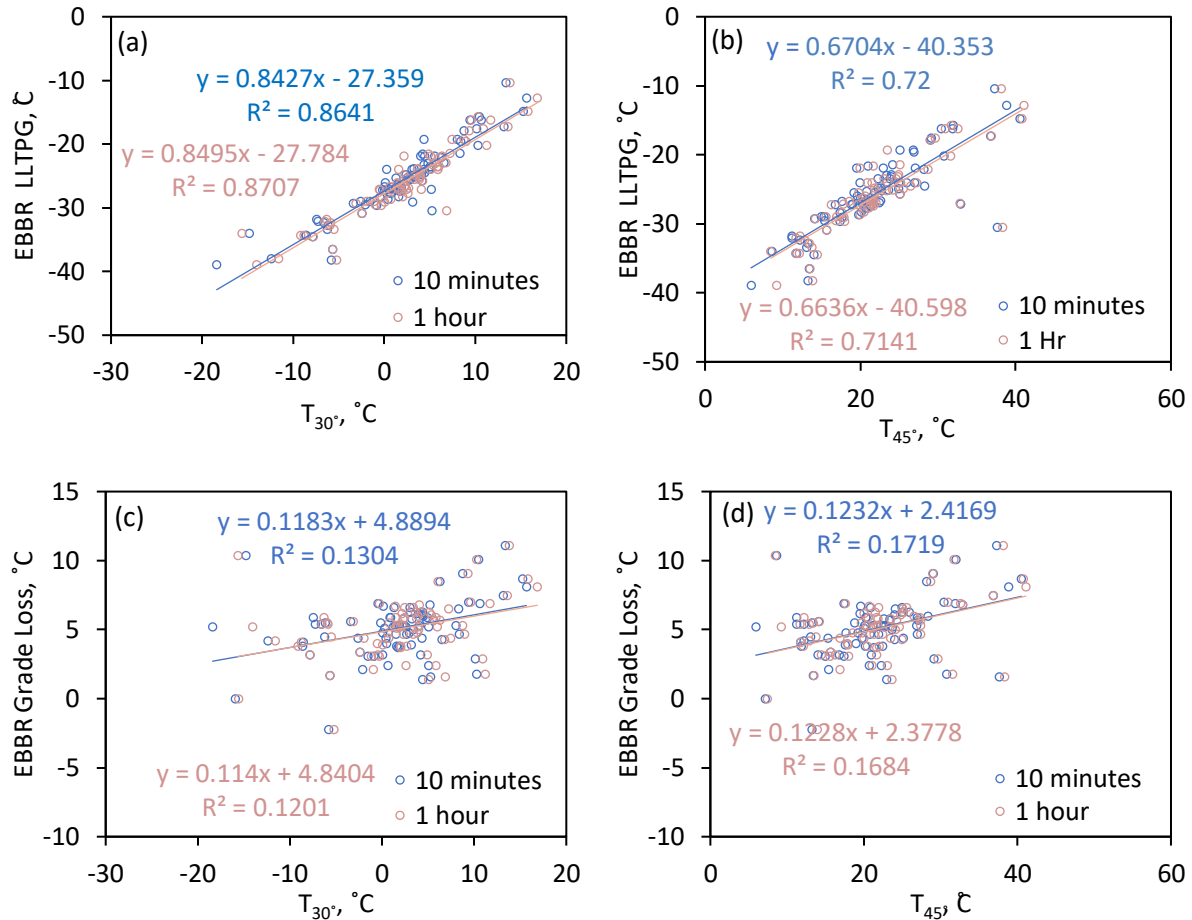 (a)
y = 0.8427x - 27.359
R² = 0.8641
y = 0.8495x - 27.784
R² = 0.8707
EBBR LLTPG, ˚C
0
-10
-20
-30
-40
-50
-30
-20
-10
0
10
20
T30°, ˚C
10 minutes
1 hour
(b)
y = 0.6704x - 40.353
R² = 0.72
y = 0.6636x - 40.598
R² = 0.7141
EBBR LLTPG, ˚C
0
-10
-20
-30
-40
-50
0
20
40
60
T45°, ˚C
10 minutes
1 Hr
(c)
y = 0.1183x + 4.8894
R² = 0.1304
y = 0.114x + 4.8404
R² = 0.1201
EBBR Grade Loss, ˚C
15
10
5
0
-5
-10
-30
-20
-10
0
10
20
T30°, ˚C
10 minutes
1 hour
(d)
y = 0.1232x + 2.4169
R² = 0.1719
y = 0.1228x + 2.3778
R² = 0.1684
EBBR Grade Loss, ˚C
15
10
5
0
-5
-10
0
20
40
60
T45°, ˚C
10 minutes
1 hour